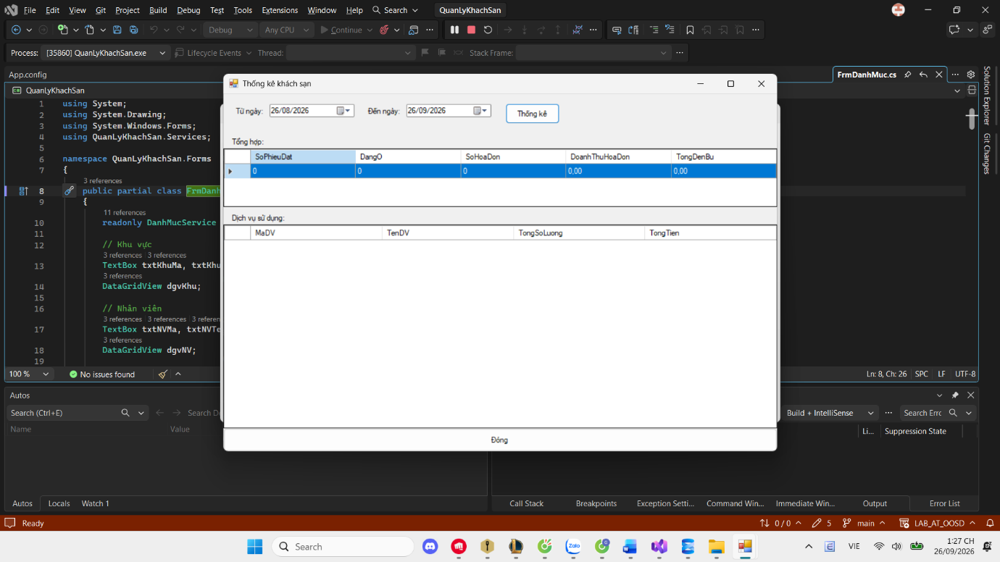 File Edit View Git Project Build Debug Test Tools Extensions Window Help Search QuanLyKhachSan
Debug Any CPU Continue
Process: [35860] QuanLyKhachSan.exe Lifecycle Events Thread: Stack Frame:
App.config FrmDanhMuc.cs
QuanLyKhachSan
1 using System;
2 using System.Drawing;
3 using System.Windows.Forms;
4 using QuanLyKhachSan.Services;
5
6 namespace QuanLyKhachSan.Forms
7 {
3 references
8 public partial class FrmDanh
9 {
11 references
10 readonly DanhMucService
11
12 // Khu vực
3 references 3 references
13 TextBox txtKhuMa, txtKhu
3 references
14 DataGridView dgvKhu;
15
16 // Nhân viên
3 references 3 references 3 referen
17 TextBox txtNVMa, txtNVTe
3 references
18 DataGridView dgvNV;
19
100 % No issues found Ln: 8, Ch: 26 SPC LF UTF-8
Thống kê khách sạn
Từ ngày: 26/08/2026 Đến ngày: 26/09/2026 Thống kê
Tổng hợp:
SoPhieuDat DangO SoHoaDon DoanhThuHoaDon TongDenBu
0 0 0 0,00 0,00
Dịch vụ sử dụng:
MaDV TenDV TongSoLuong TongTien
Đóng
Solution Explorer
Git Changes
Autos
Search (Ctrl+E) Search De
Name Value
Build + IntelliSense Search Errc
Li... Suppression State
Autos Locals Watch 1
Call Stack Breakpoints Exception Setti... Command Win... Immediate Win... Output Error List
Ready 0 / 0 5 main LAB_AT_OOSD
Search
Zalo
VIE
1:27 CH
26/09/2026